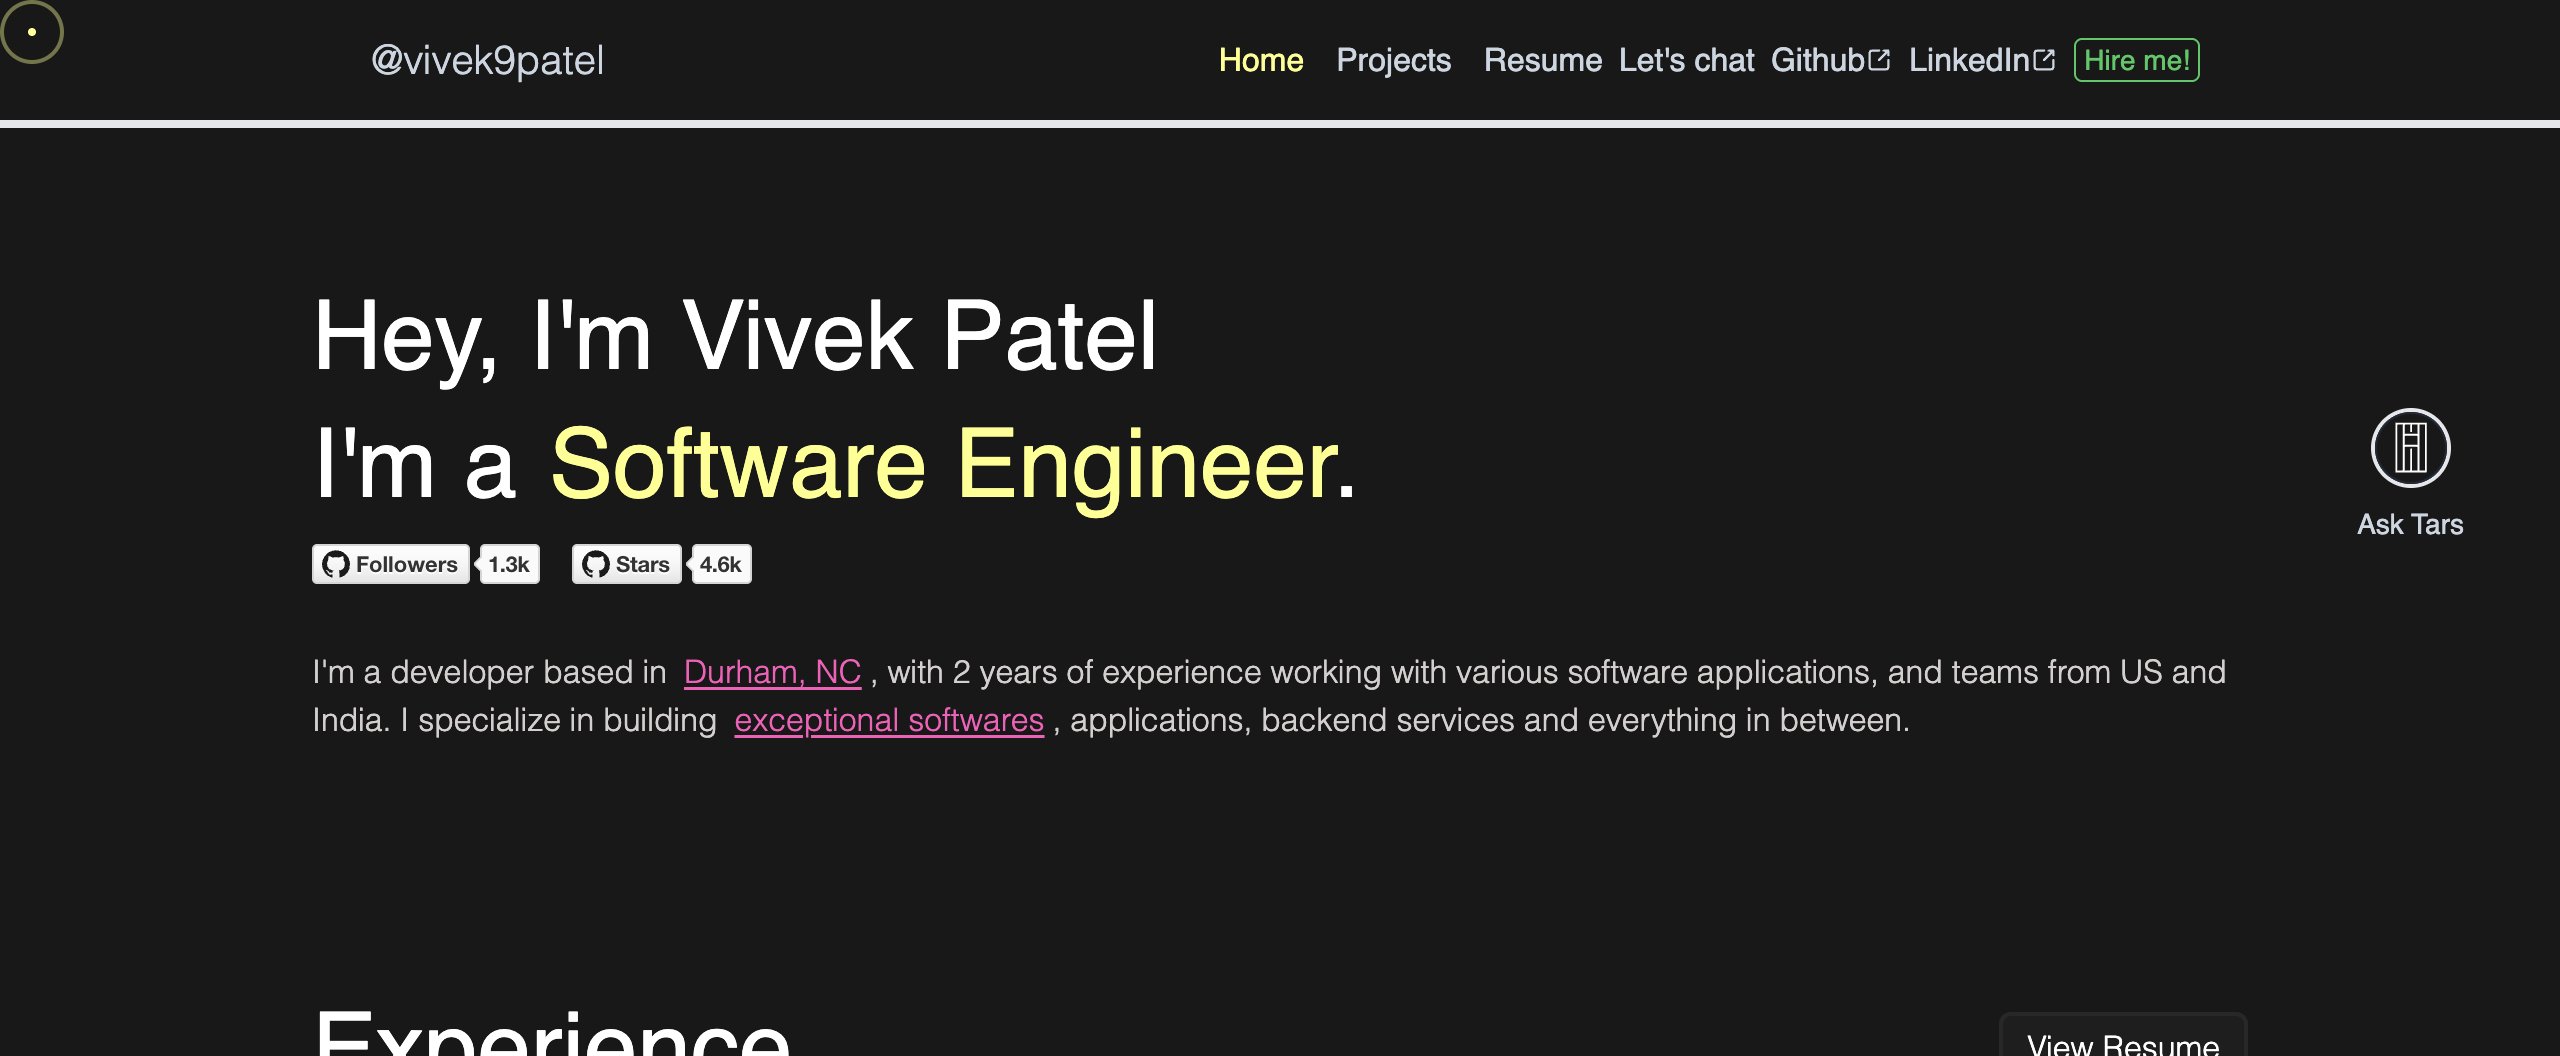 @vivek9patel
Home Projects Resume Let's chat Github LinkedIn Hire me!
Hey, I'm Vivek Patel
I'm a Software Engineer.
Followers 1.3k Stars 4.6k
Ask Tars
I'm a developer based in Durham, NC , with 2 years of experience working with various software applications, and teams from US and
India. I specialize in building exceptional softwares , applications, backend services and everything in between.
Experience
View Resume